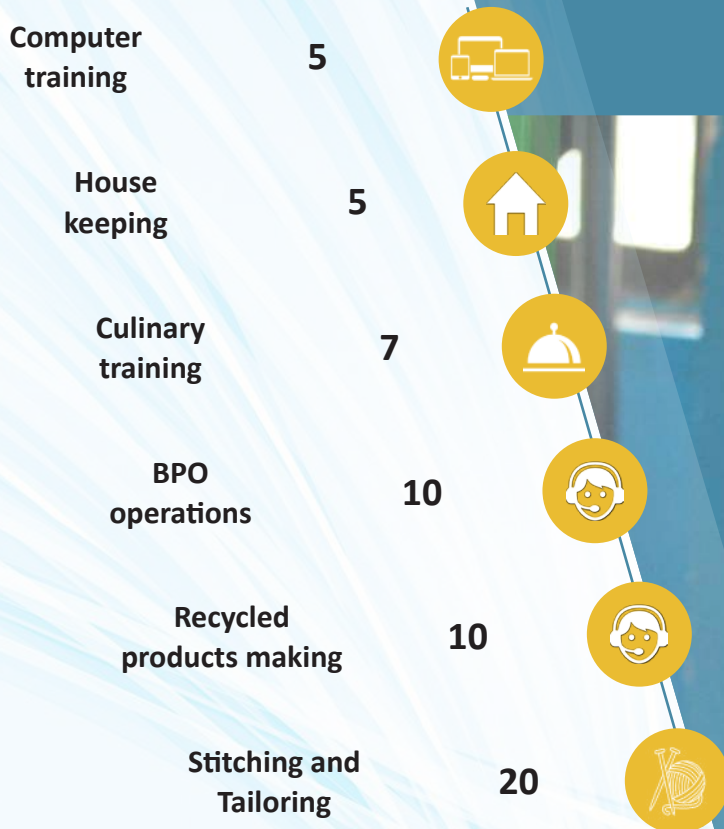 Computer
training
5
House
keeping
5
Culinary
training
7
BPO
operations
10
Recycled
products making
10
Stitching and
Tailoring
20